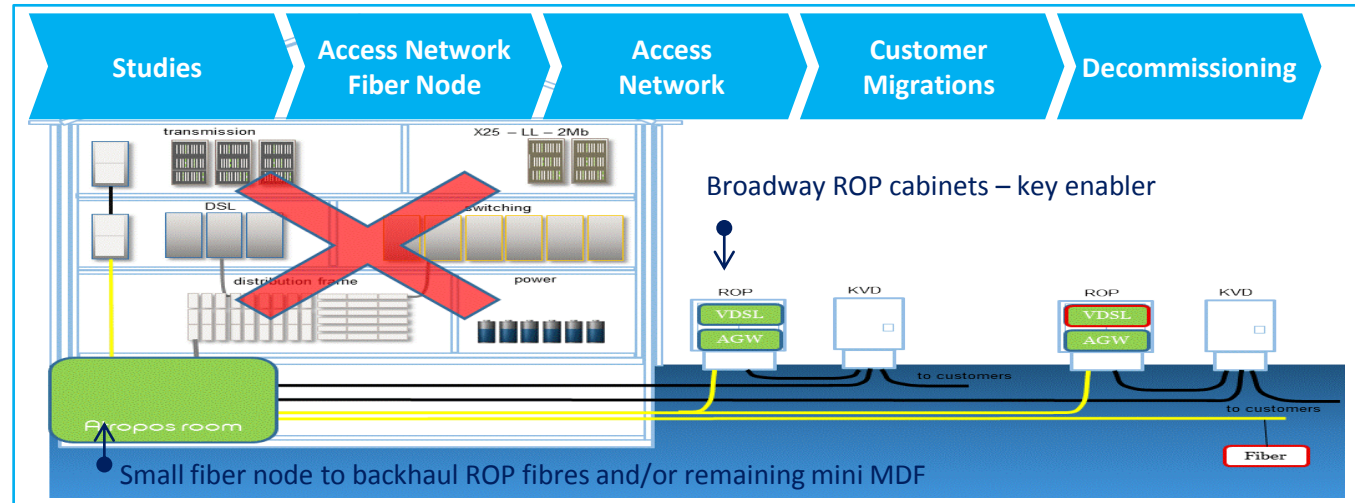 Studies
Access Network
Fiber Node
Access
Network
Customer
Migrations
Decommissioning
transmission
X25 – LL – 2Mb
DSL
switching
distribution frame
power
Broadway ROP cabinets – key enabler
ROP
KVD
ROP
KVD
VDSL
AGW
VDSL
AGW
to customers
to customers
Atropos room
Fiber
Small fiber node to backhaul ROP fibres and/or remaining mini MDF